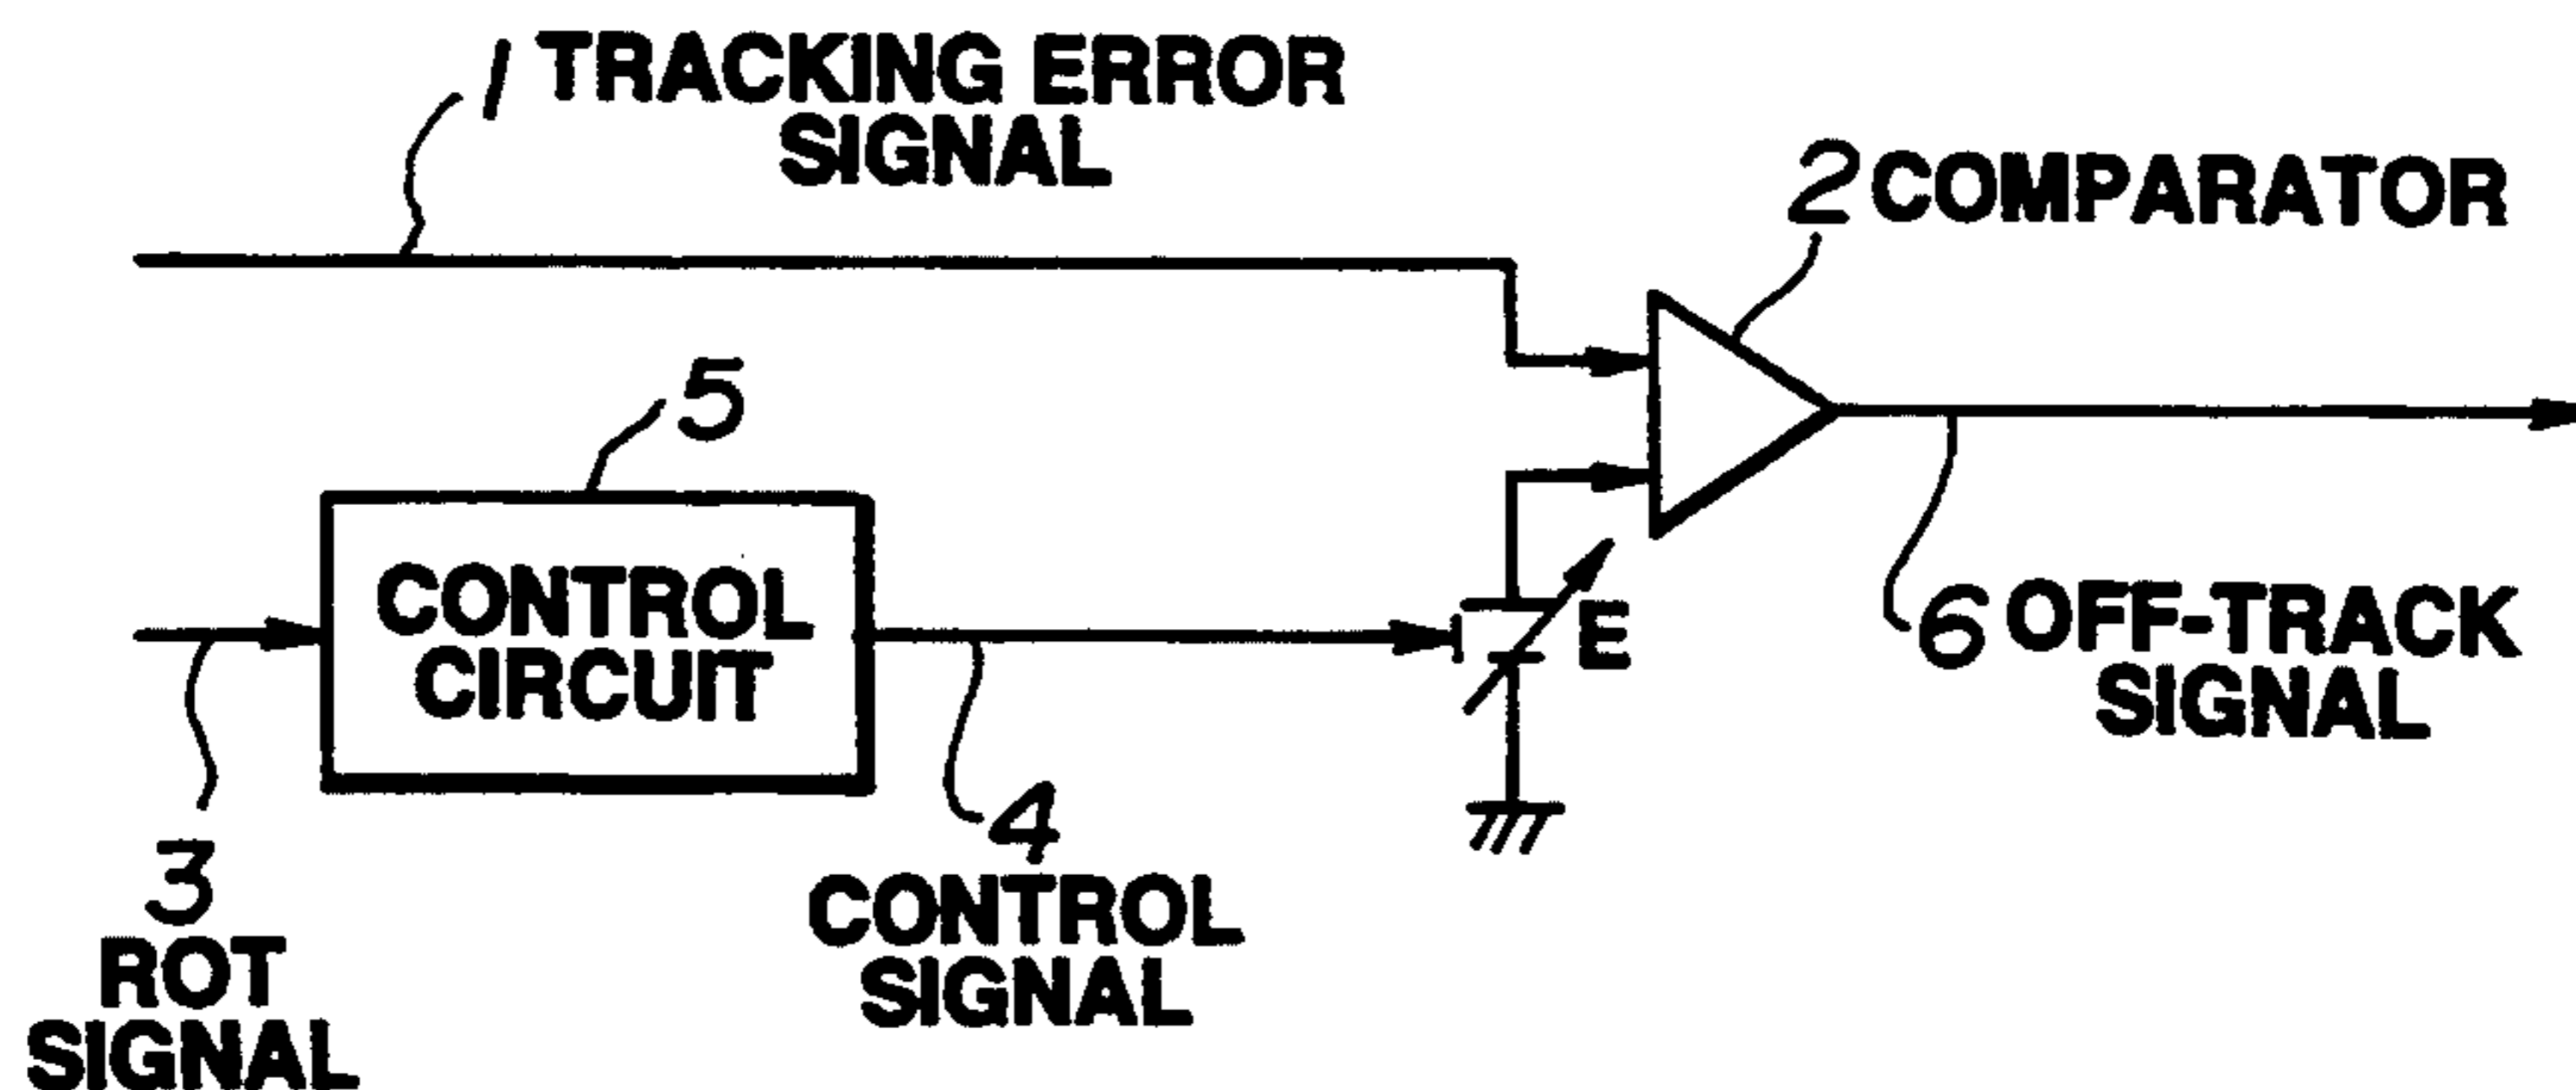 1 TRACKING ERROR
SIGNAL
2 COMPARATOR
5
CONTROL
CIRCUIT
E
6 OFF-TRACK
SIGNAL
3
ROT
SIGNAL
4
CONTROL
SIGNAL